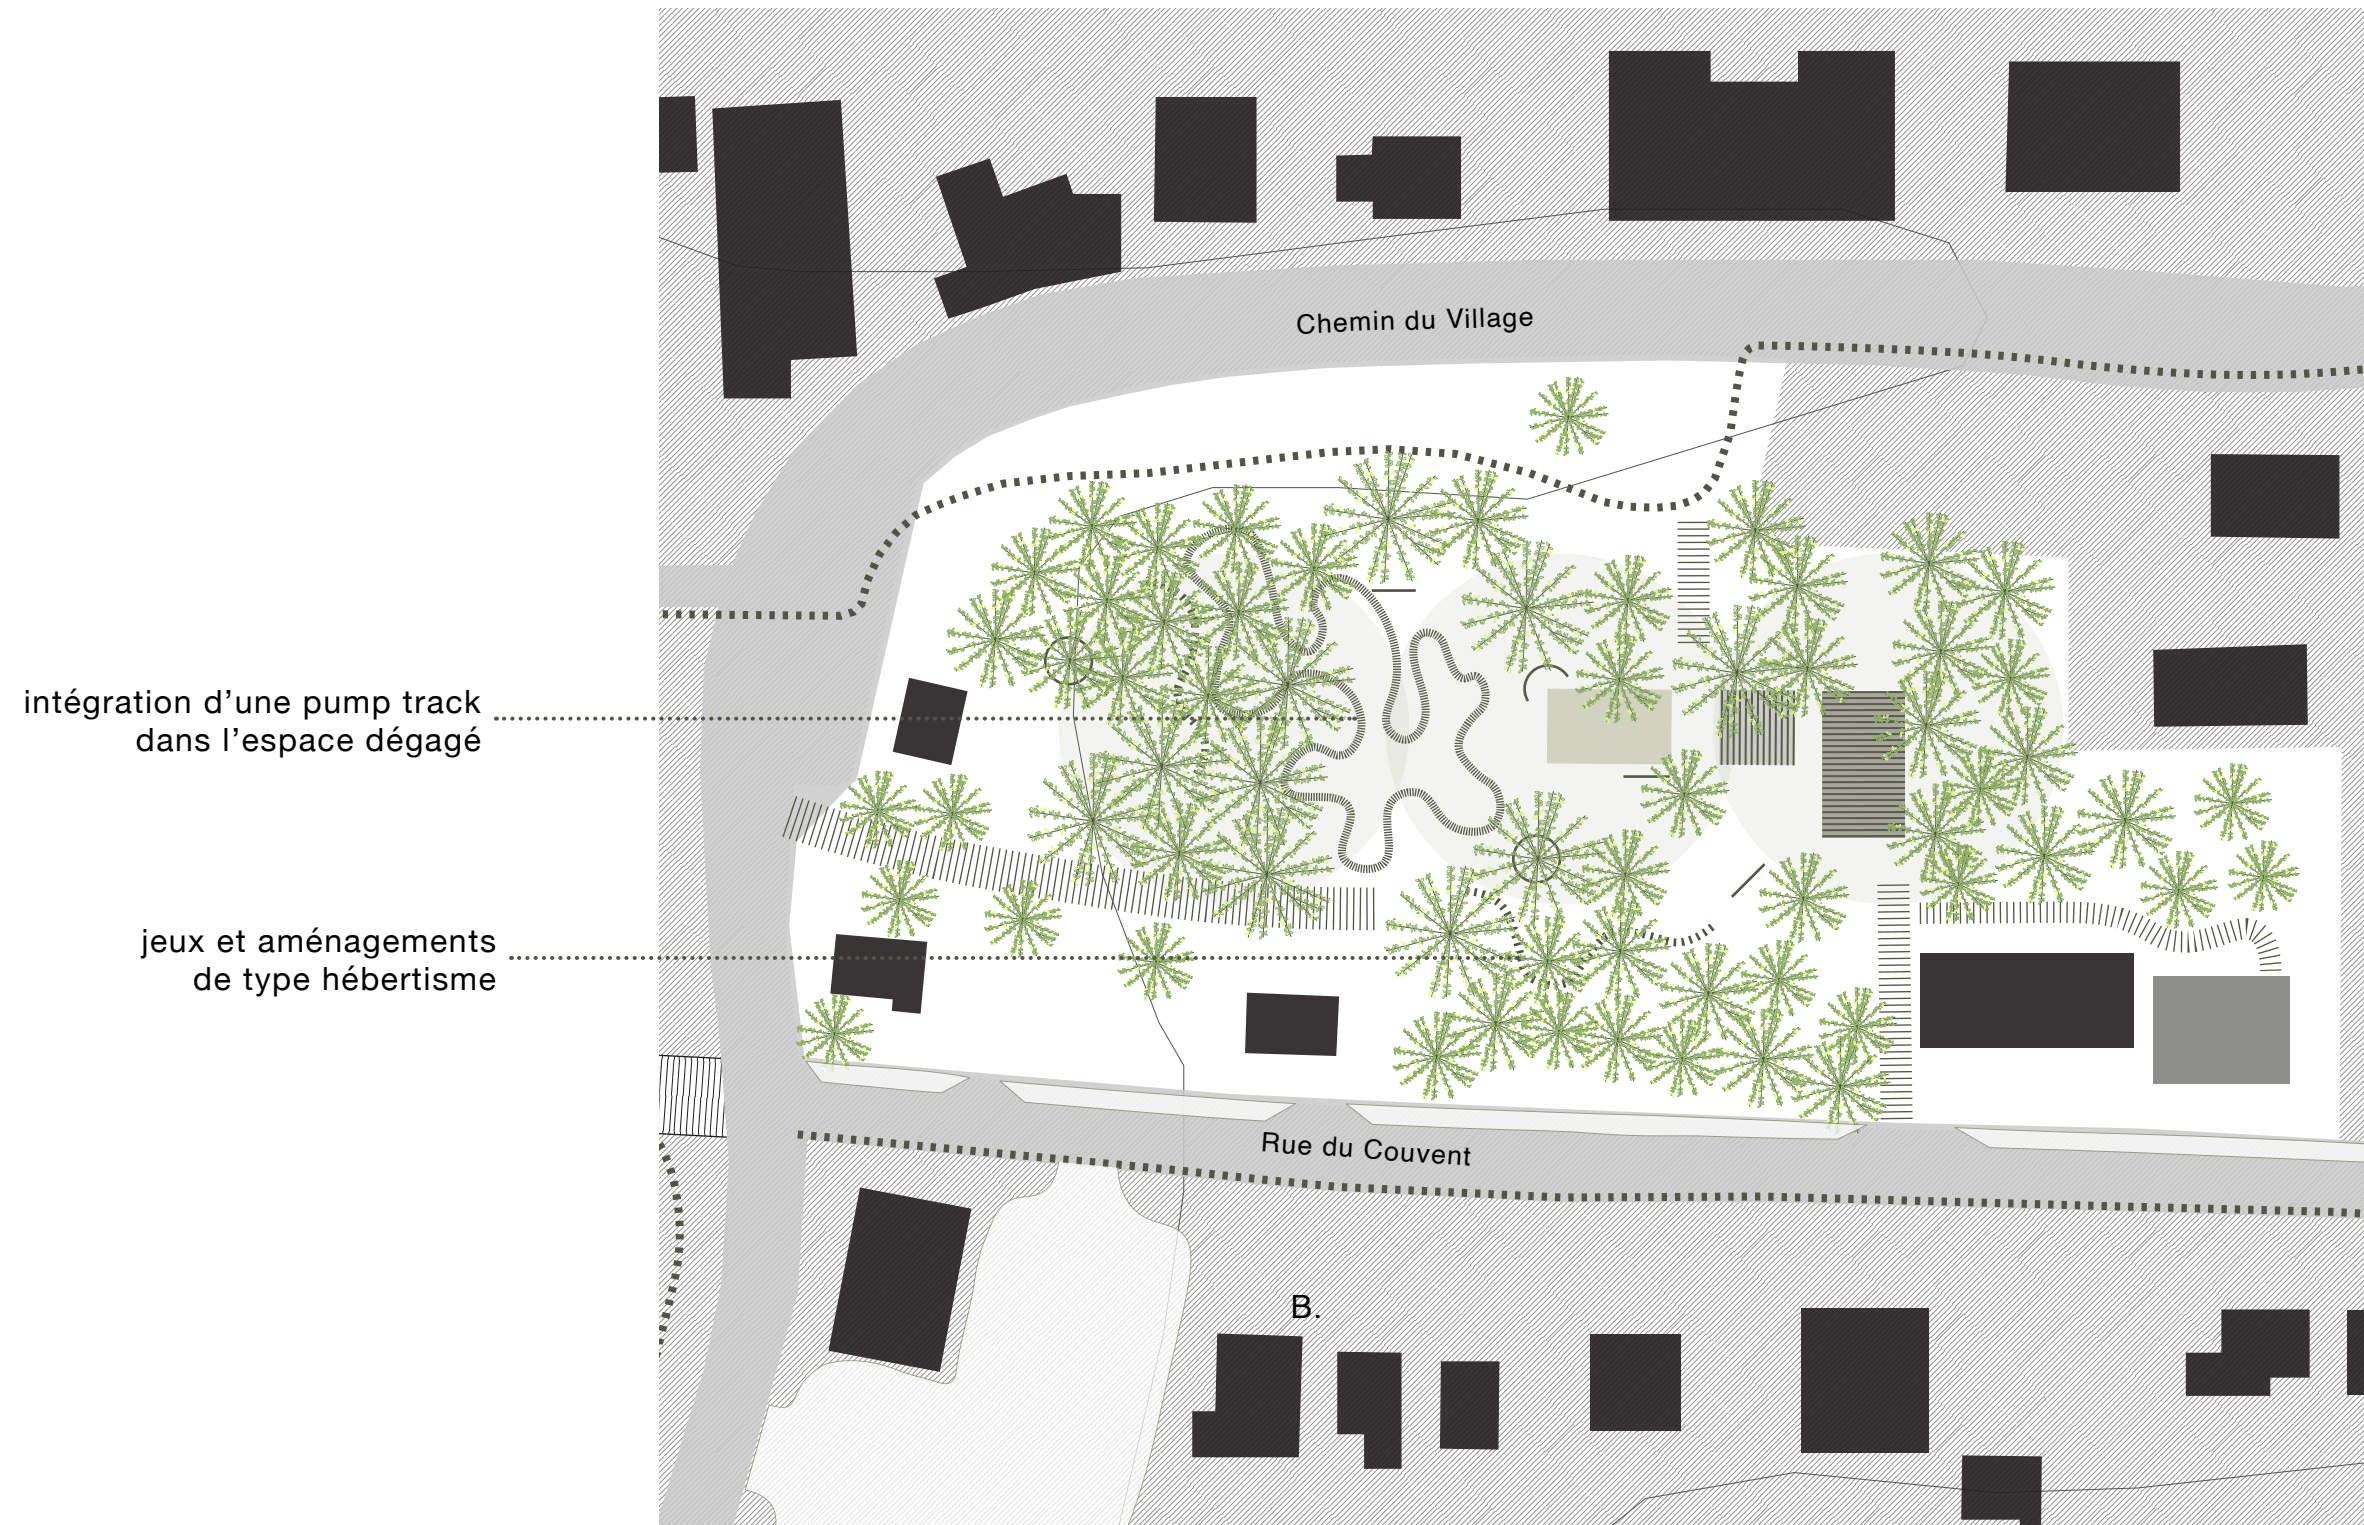 Chemin du Village
intégration d’une pump track
dans l’espace dégagé
jeux et aménagements
de type hébertisme
Rue du Couvent
B.